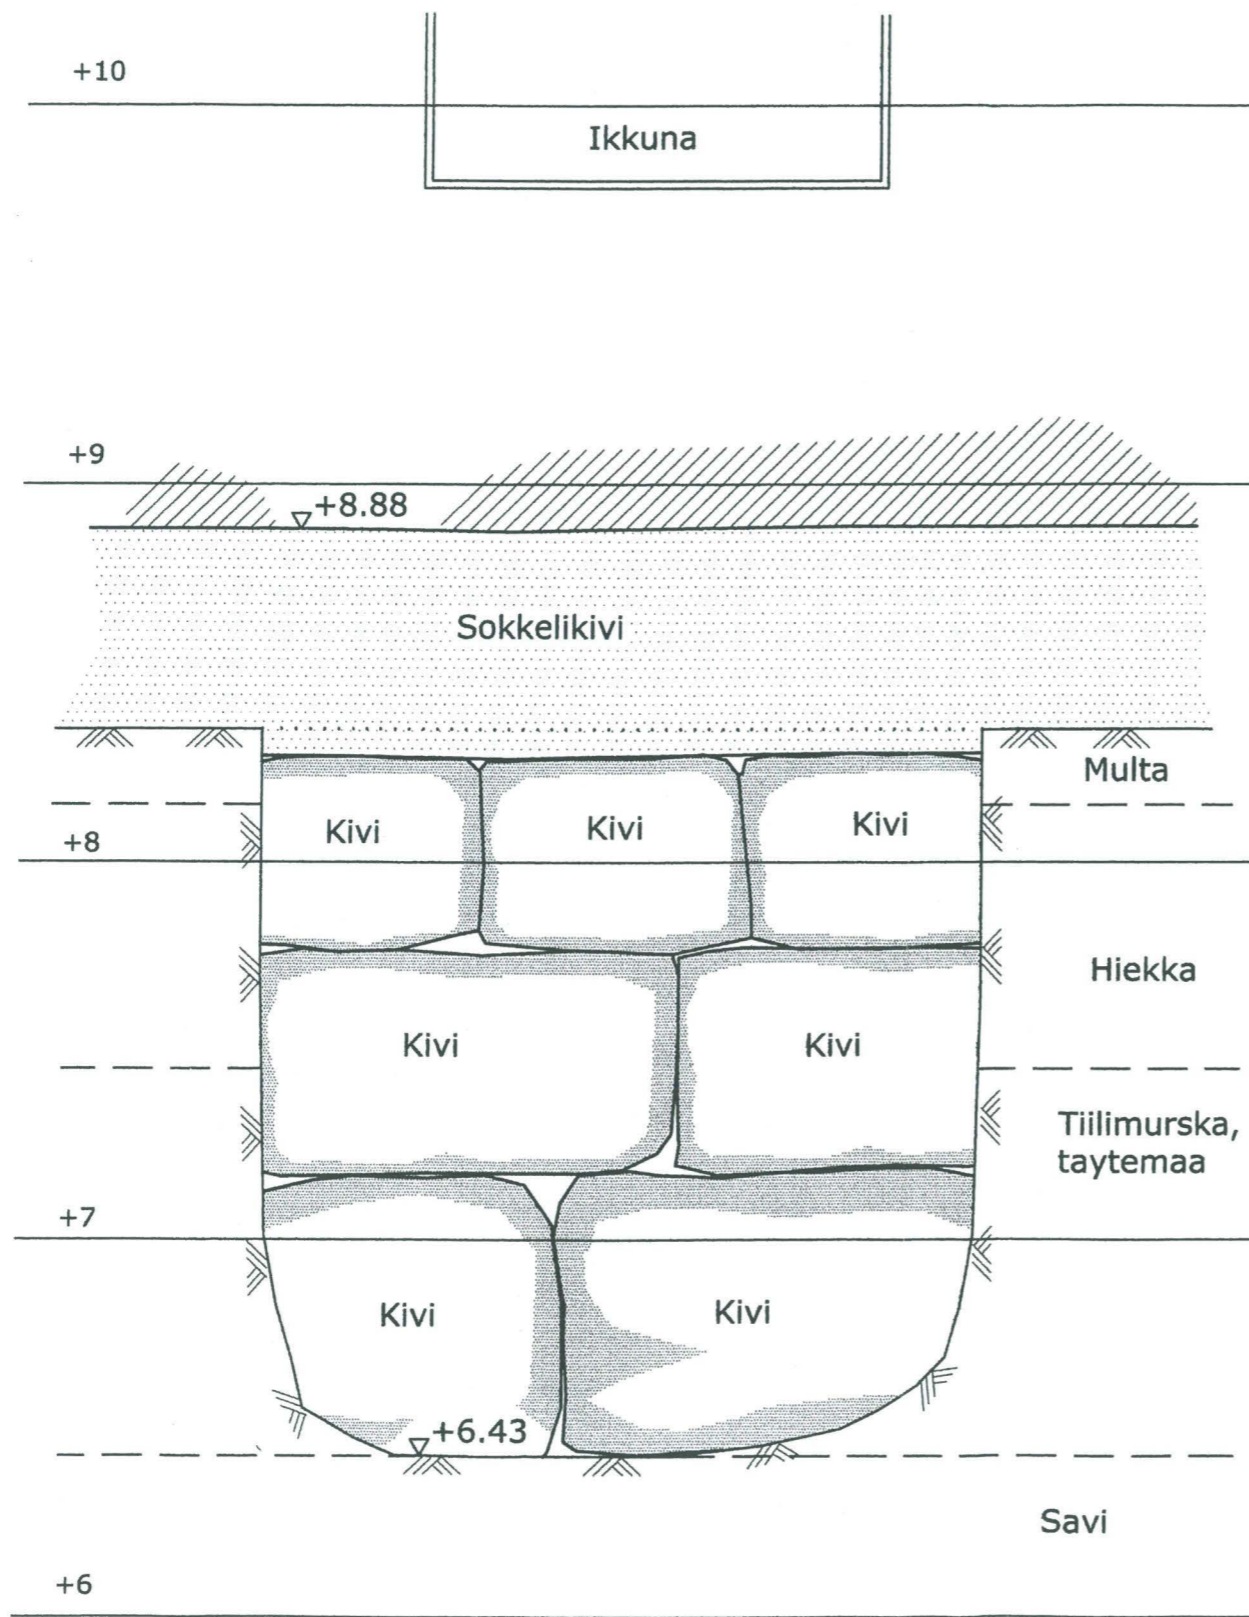 +10
Ikkuna
+9
+8.88
Sokkelikivi
Multa
Kivi
Kivi
Kivi
+8
Hiekka
Kivi
Kivi
Tiilimurska,
taytemaa
+7
Kivi
Kivi
+6.43
Savi
+6